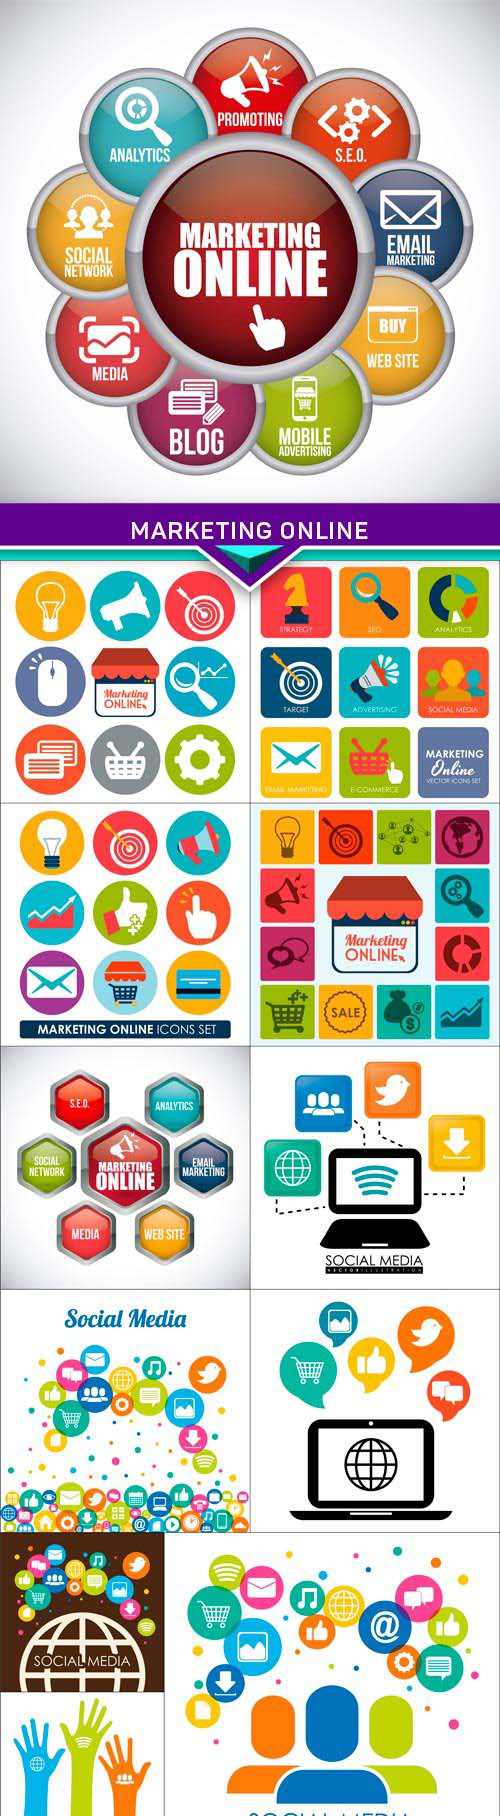 PROMOTING
ANALYTICS
S.E.O.
SOCIAL
NETWORK
EMAIL
MARKETING
MARKETING
ONLINE
BUY
WEB SITE
MEDIA
BLOG
MOBILE
ADVERTISING
MARKETING ONLINE
Marketing
ONLINE
STRATEGY
SEO
ANALYTICS
TARGET
ADVERTISING
SOCIAL MEDIA
EMAIL MARKETING
E-COMMERCE
MARKETING
Online
VECTOR ICONS SET
MARKETING ONLINE ICONS SET
Marketing
ONLINE
SALE
$
S.E.O.
ANALYTICS
SOCIAL
NETWORK
MARKETING
ONLINE
EMAIL
MARKETING
MEDIA
WEB SITE
SOCIAL MEDIA
VECTOR ILLUSTRATION
Social Media
SOCIAL MEDIA
@
SOCIAL MEDIA